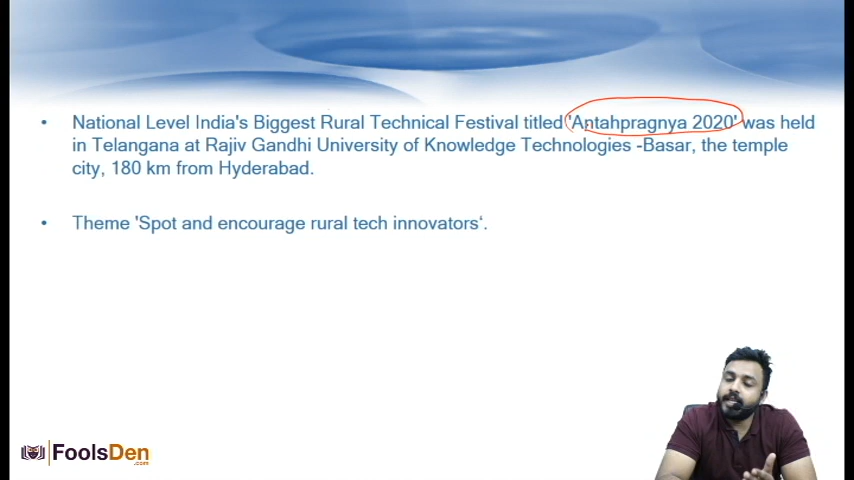 • National Level India's Biggest Rural Technical Festival titled 'Antahpragnya 2020' was held
in Telangana at Rajiv Gandhi University of Knowledge Technologies -Basar, the temple
city, 180 km from Hyderabad.
• Theme 'Spot and encourage rural tech innovators‘.
FoolsDen
.com